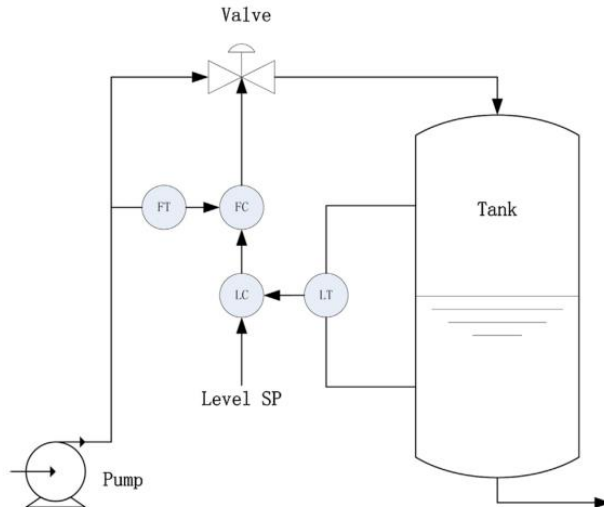 Valve
FT
FC
Tank
LC
LT
Level SP
Pump